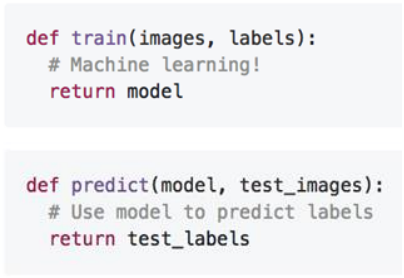 def train(images, labels):
# Machine learning!
return model
def predict(model, test_images):
# Use model to predict labels
return test_labels